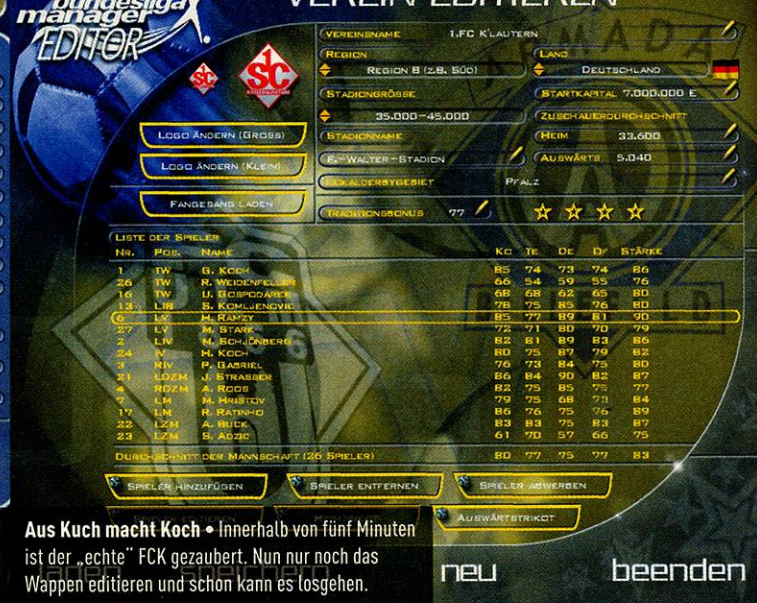 bundesliga
manager
EDITOR
VEREIN EDITIEREN
VEREINSNAME 1.FC K'LAUTERN
REGION
REGION B (Z.B. SÜD)
LAND
DEUTSCHLAND
STADIONGRÖSSE
35.000–45.000
STARTKAPITAL 7.000.000 E
ZUSCHAUERDURCHSCHNITT
STADIONNAME
F.-WALTER-STADION
HEIM 33.600
AUSWÄRTS 5.040
LOKALDERBYGEBIET PFALZ
TRADITIONSBONUS 77
SC
SC
LOGO ÄNDERN (GROSS)
LOGO ÄNDERN (KLEIN)
FANGESANG LADEN
ARMADA
LISTE DER SPIELER
NR. POS. NAME KO TE DE OF STÄRKE
1 TW G. KOCH 85 74 73 74 86
26 TW R. WEIDENFELLER 66 54 59 55 76
16 TW U. GOSPODAREK 68 68 62 65 80
13 LIB S. KOMLJENOVIC 78 75 85 76 80
6 LV H. RAMZY 85 77 89 81 90
27 LV M. STARK 72 71 80 70 79
2 LIV M. SCHJÖNBERG 82 81 89 83 86
24 IV H. KOCH 80 75 87 79 82
3 RIV P. GABRIEL 76 73 84 75 80
21 LDZM J. STRASSER 86 84 90 82 87
4 RDZM A. ROOS 82 75 85 75 77
7 LM M. HRISTOV 79 75 68 73 84
17 LM R. RATINHO 86 76 75 76 89
22 LZM A. BUCK 83 83 75 83 87
23 LZM S. ADZIC 61 70 57 66 75
DURCHSCHNITT DER MANNSCHAFT (26 SPIELER) 80 77 75 77 83
SPIELER HINZUFÜGEN
SPIELER ENTFERNEN
SPIELER ABWERBEN
AUSWÄRTSTRIKOT
laden speichern neu beenden
Aus Kuch macht Koch • Innerhalb von fünf Minuten
ist der „echte" FCK gezaubert. Nun nur noch das
Wappen editieren und schon kann es losgehen.